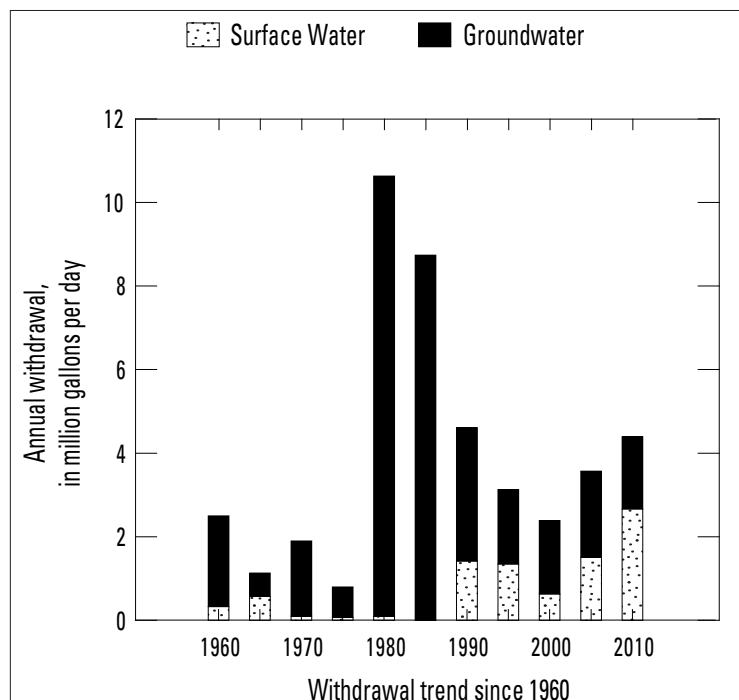 Surface Water Groundwater
Annual withdrawal,
in million gallons per day
12
10
8
6
4
2
0
1960 1970 1980 1990 2000 2010
Withdrawal trend since 1960